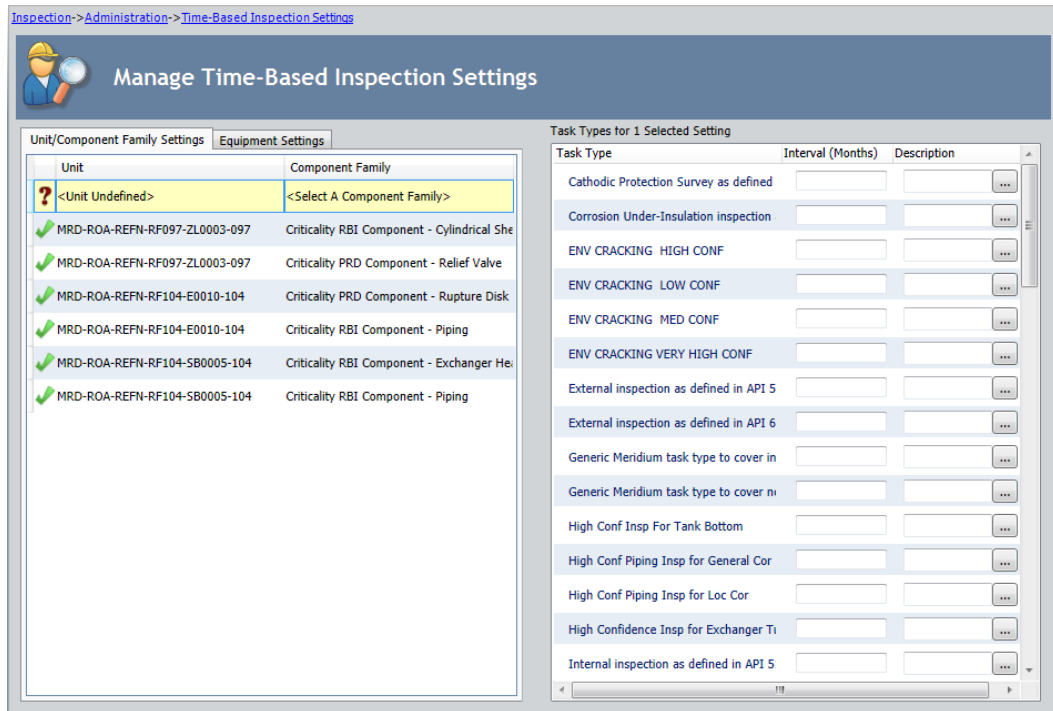 Inspection->Administration->Time-Based Inspection Settings
Manage Time-Based Inspection Settings
Unit/Component Family Settings Equipment Settings
Unit Component Family
? <Unit Undefined> <Select A Component Family>
MRD-ROA-REFN-RF097-ZL0003-097 Criticality RBI Component - Cylindrical She
MRD-ROA-REFN-RF097-ZL0003-097 Criticality PRD Component - Relief Valve
MRD-ROA-REFN-RF104-E0010-104 Criticality PRD Component - Rupture Disk
MRD-ROA-REFN-RF104-E0010-104 Criticality RBI Component - Piping
MRD-ROA-REFN-RF104-SB0005-104 Criticality RBI Component - Exchanger Hea
MRD-ROA-REFN-RF104-SB0005-104 Criticality RBI Component - Piping
Task Types for 1 Selected Setting
Task Type Interval (Months) Description
Cathodic Protection Survey as defined ...
Corrosion Under-Insulation inspection ...
ENV CRACKING  HIGH CONF ...
ENV CRACKING  LOW CONF ...
ENV CRACKING  MED CONF ...
ENV CRACKING VERY HIGH CONF ...
External inspection as defined in API 5 ...
External inspection as defined in API 6 ...
Generic Meridium task type to cover in ...
Generic Meridium task type to cover no ...
High Conf Insp For Tank Bottom ...
High Conf Piping Insp for General Cor ...
High Conf Piping Insp for Loc Cor ...
High Confidence Insp for Exchanger Tu ...
Internal inspection as defined in API 5 ...